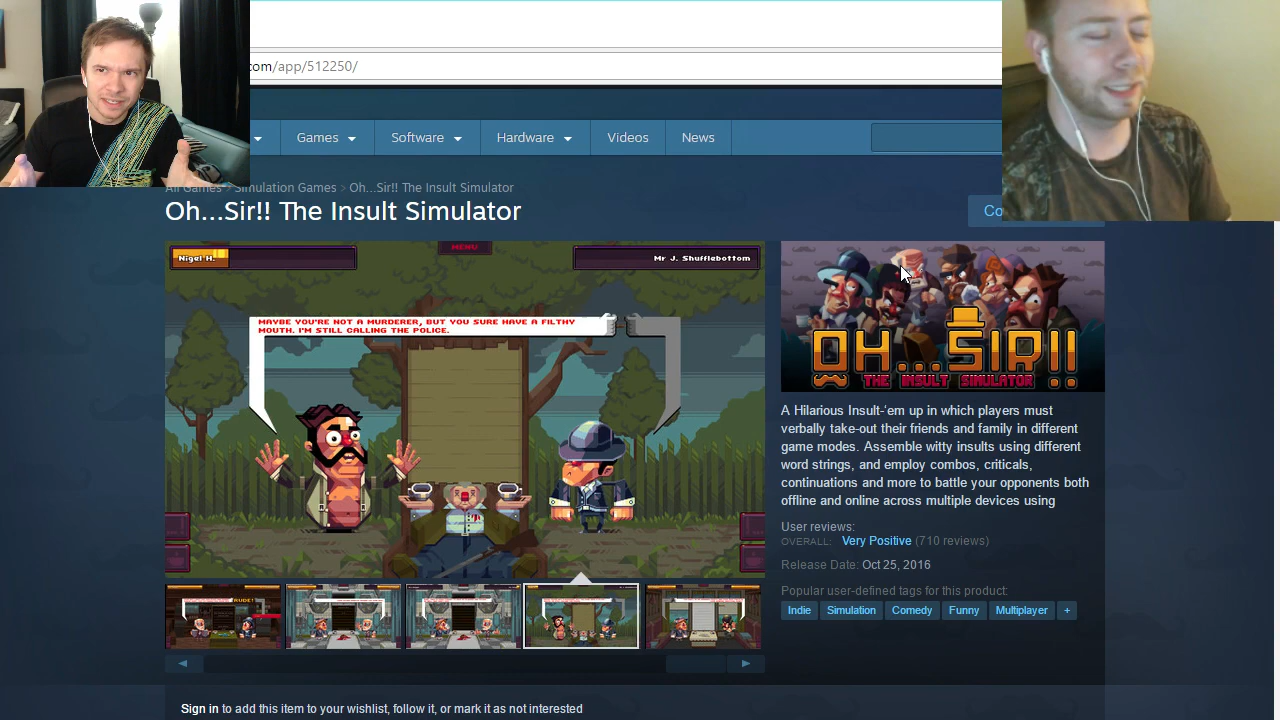 com/app/512250/
Games
Software
Hardware
Videos
News
All Games > Simulation Games > Oh...Sir!! The Insult Simulator
Oh...Sir!! The Insult Simulator
Co
MENU
Nigel H.
Mr J. Shufflebottom
MAYBE YOU'RE NOT A MURDERER, BUT YOU SURE HAVE A FILTHY
MOUTH. I'M STILL CALLING THE POLICE.
OH...SIR!!
THE INSULT SIMULATOR
A Hilarious Insult-'em up in which players must
verbally take-out their friends and family in different
game modes. Assemble witty insults using different
word strings, and employ combos, criticals,
continuations and more to battle your opponents both
offline and online across multiple devices using
User reviews:
OVERALL: Very Positive (710 reviews)
Release Date: Oct 25, 2016
Popular user-defined tags for this product:
Indie Simulation Comedy Funny Multiplayer +
RUDE!
Sign in to add this item to your wishlist, follow it, or mark it as not interested